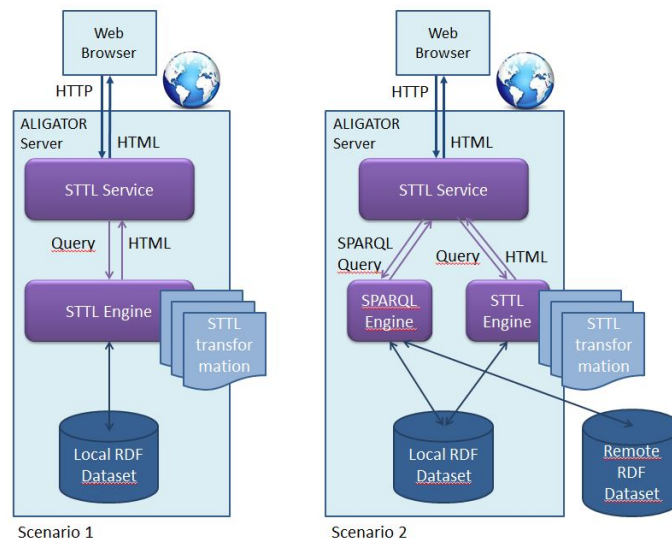 Web
Browser
HTTP
ALIGATOR
Server
HTML
STTL Service
Query
HTML
STTL Engine
STTL
transfor
mation
Local RDF
Dataset
Scenario 1
Web
Browser
HTTP
ALIGATOR
Server
HTML
STTL Service
SPARQL
Query
Query
HTML
SPARQL
Engine
STTL
Engine
STTL
transfor
mation
Local RDF
Dataset
Remote
RDF
Dataset
Scenario 2